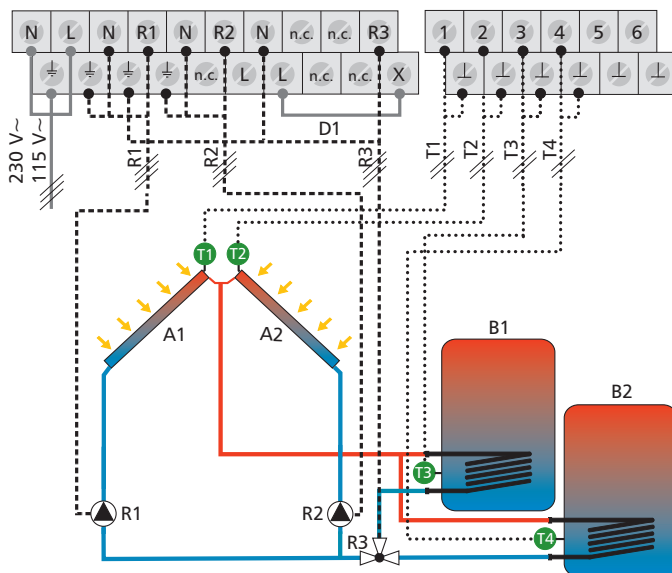 N L N R1 N R2 N n.c. n.c. R3
1 2 3 4 5 6
n.c. L L n.c. n.c. X
D1
230 V~
115 V~
R1
R2
R3
T1
T2
T3
T4
T1
T2
A1
A2
B1
B2
T3
R1
R2
R3
T4